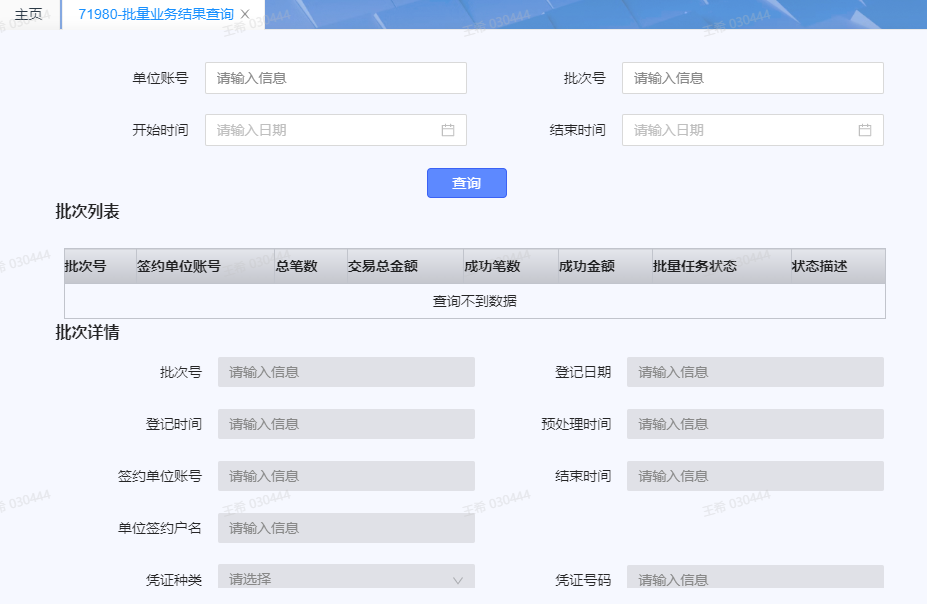 主页 71980-批量业务结果查询 ×
单位账号 请输入信息 批次号 请输入信息
开始时间 请输入日期 结束时间 请输入日期
查询
批次列表
批次号 签约单位账号 总笔数 交易总金额 成功笔数 成功金额 批量任务状态 状态描述
查询不到数据
批次详情
批次号 请输入信息 登记日期 请输入信息
登记时间 请输入信息 预处理时间 请输入信息
签约单位账号 请输入信息 结束时间 请输入信息
单位签约户名 请输入信息
凭证种类 请选择 凭证号码 请输入信息
王希 030444